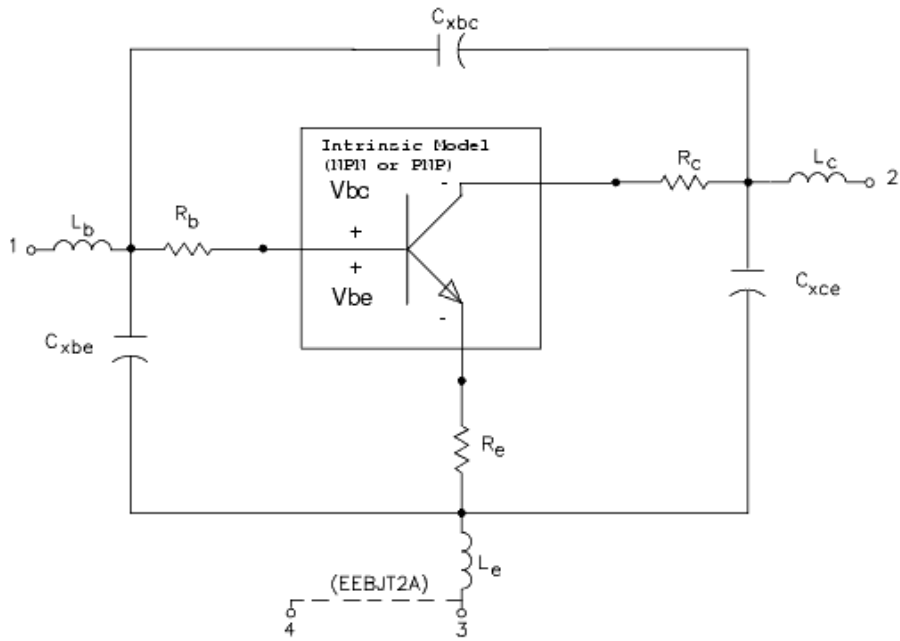 Cxbc
Intrinsic Model
(NPN or PNP)
Vbc
-
Rc
Lc
2
Lb
Rb
1
+
+
Vbe
-
Cxbe
Cxce
Re
Le
(EEBJT2A)
4
3